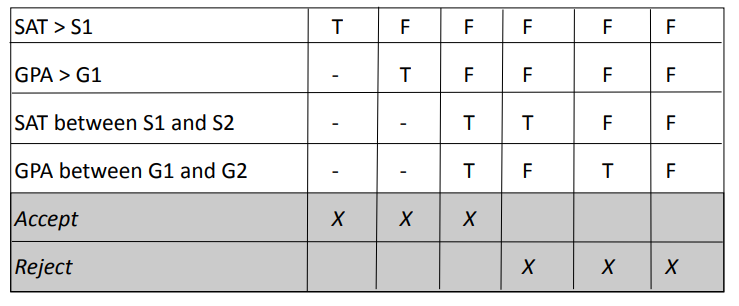 SAT > S1 T F F F F F
GPA > G1 - T F F F F
SAT between S1 and S2 - - T T F F
GPA between G1 and G2 - - T F T F
Accept X X X
Reject X X X